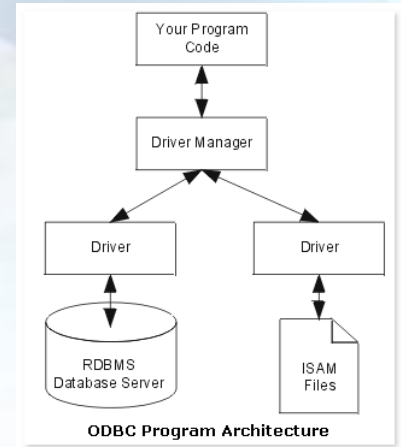 Your Program
Code
Driver Manager
Driver
Driver
RDBMS
Database Server
ISAM
Files
ODBC Program Architecture